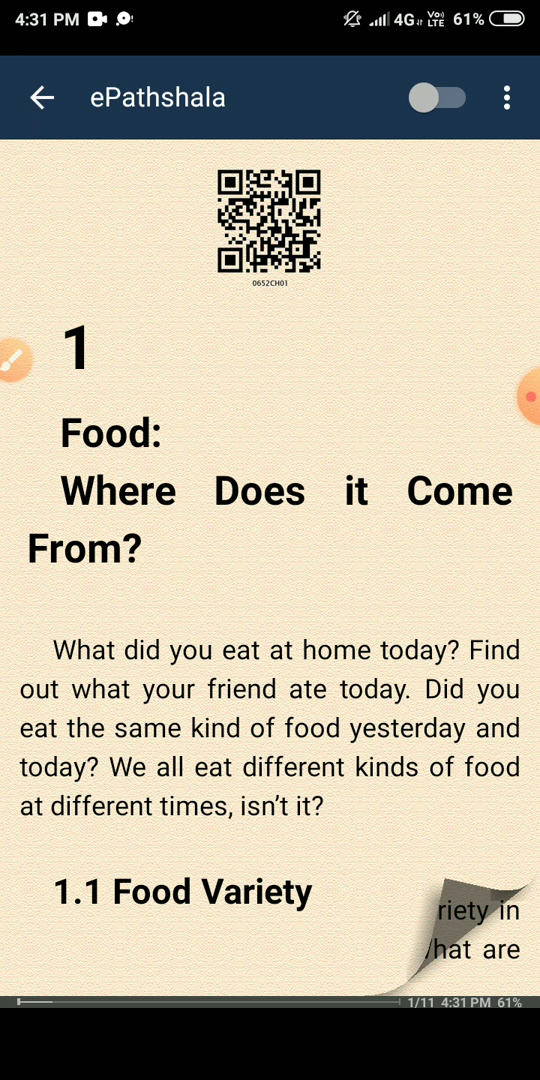 4:31 PM 4G Vo) LTE 61%
ePathshala
0652CH01
1
Food:
Where Does it Come
From?
What did you eat at home today? Find
out what your friend ate today. Did you
eat the same kind of food yesterday and
today? We all eat different kinds of food
at different times, isn't it?
1.1 Food Variety
riety in
hat are
1/11 4:31PM 61%